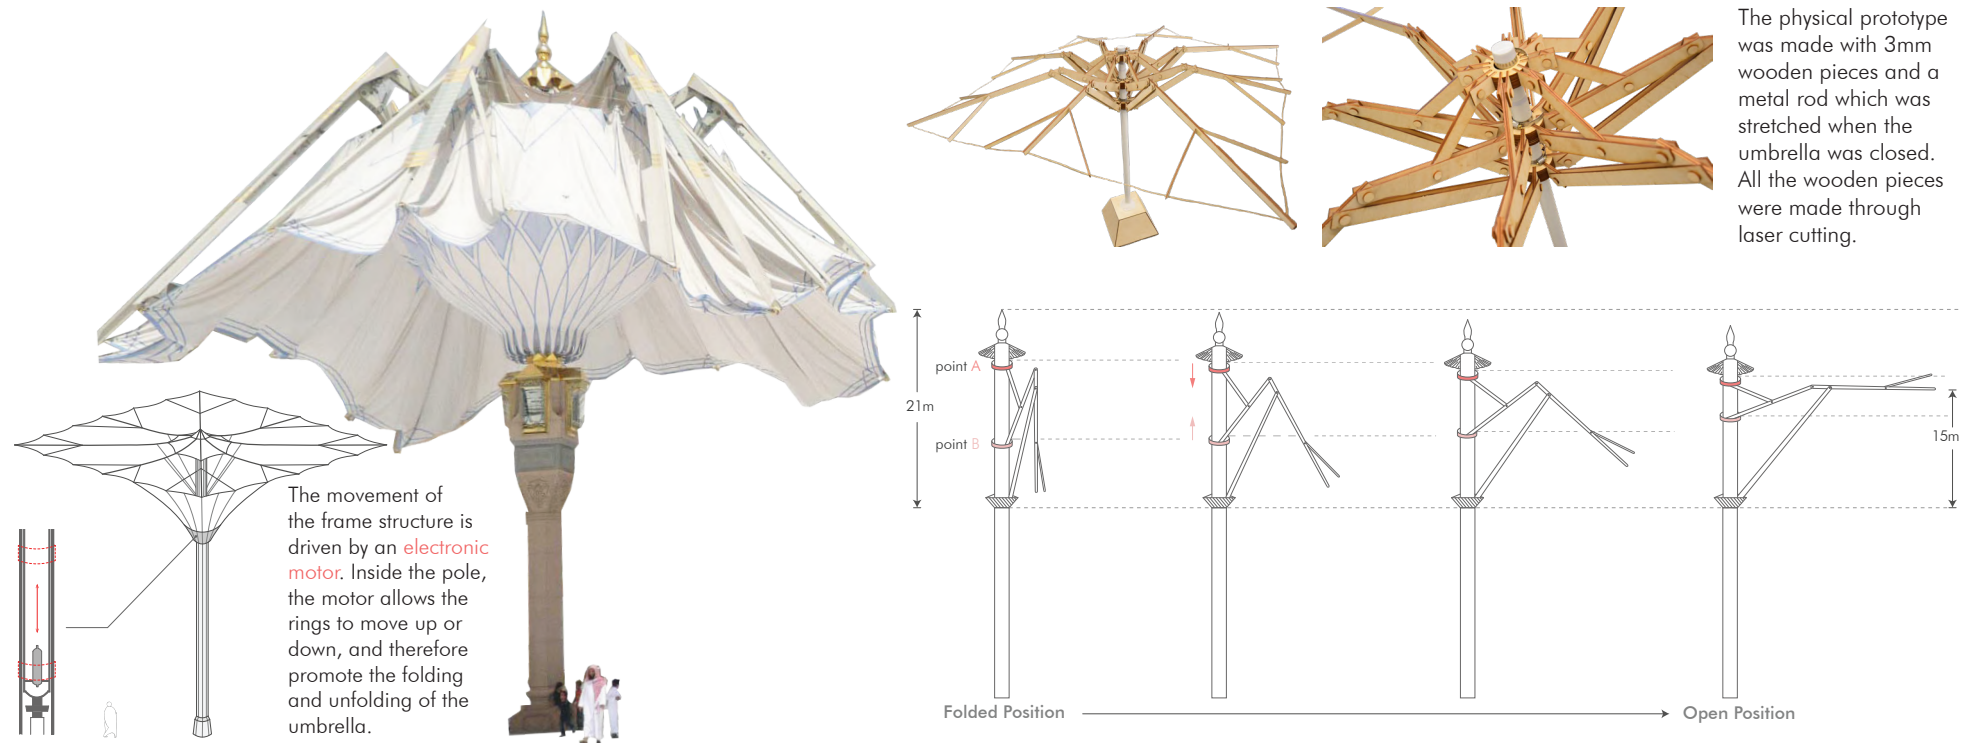 The physical prototype
was made with 3mm
wooden pieces and a
metal rod which was
stretched when the
umbrella was closed.
All the wooden pieces
were made through
laser cutting.
The movement of
the frame structure is
driven by an electronic
motor. Inside the pole,
the motor allows the
rings to move up or
down, and therefore
promote the folding
and unfolding of the
umbrella.
point A
21m
point B
15m
Folded Position
Open Position